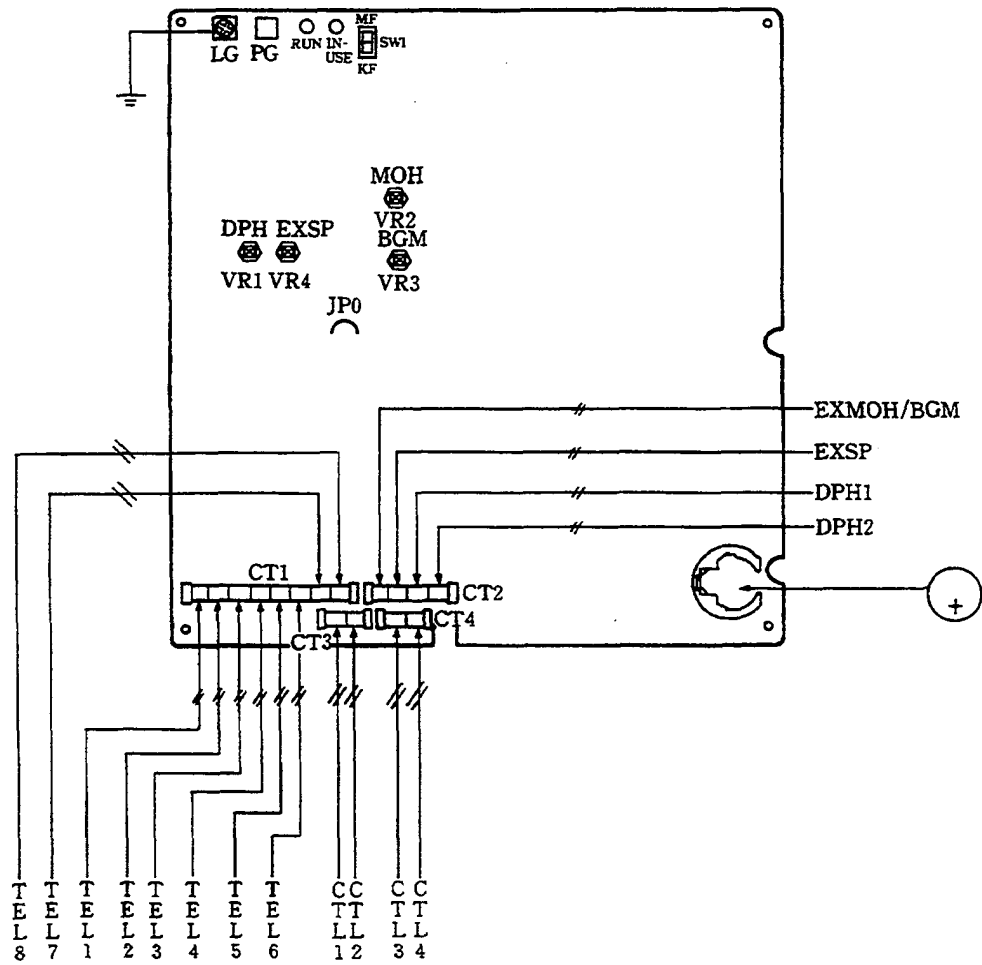 LG PG RUN IN-USE
MF
SW1
KF
MOH
VR2
BGM
VR3
DPH EXSP
VR1 VR4
JP0
EXMOH/BGM
EXSP
DPH1
DPH2
CT1
CT2
CT3
CT4
+
TEL8
TEL7
TEL1
TEL2
TEL3
TEL4
TEL5
TEL6
CTL1
CTL2
CTL3
CTL4